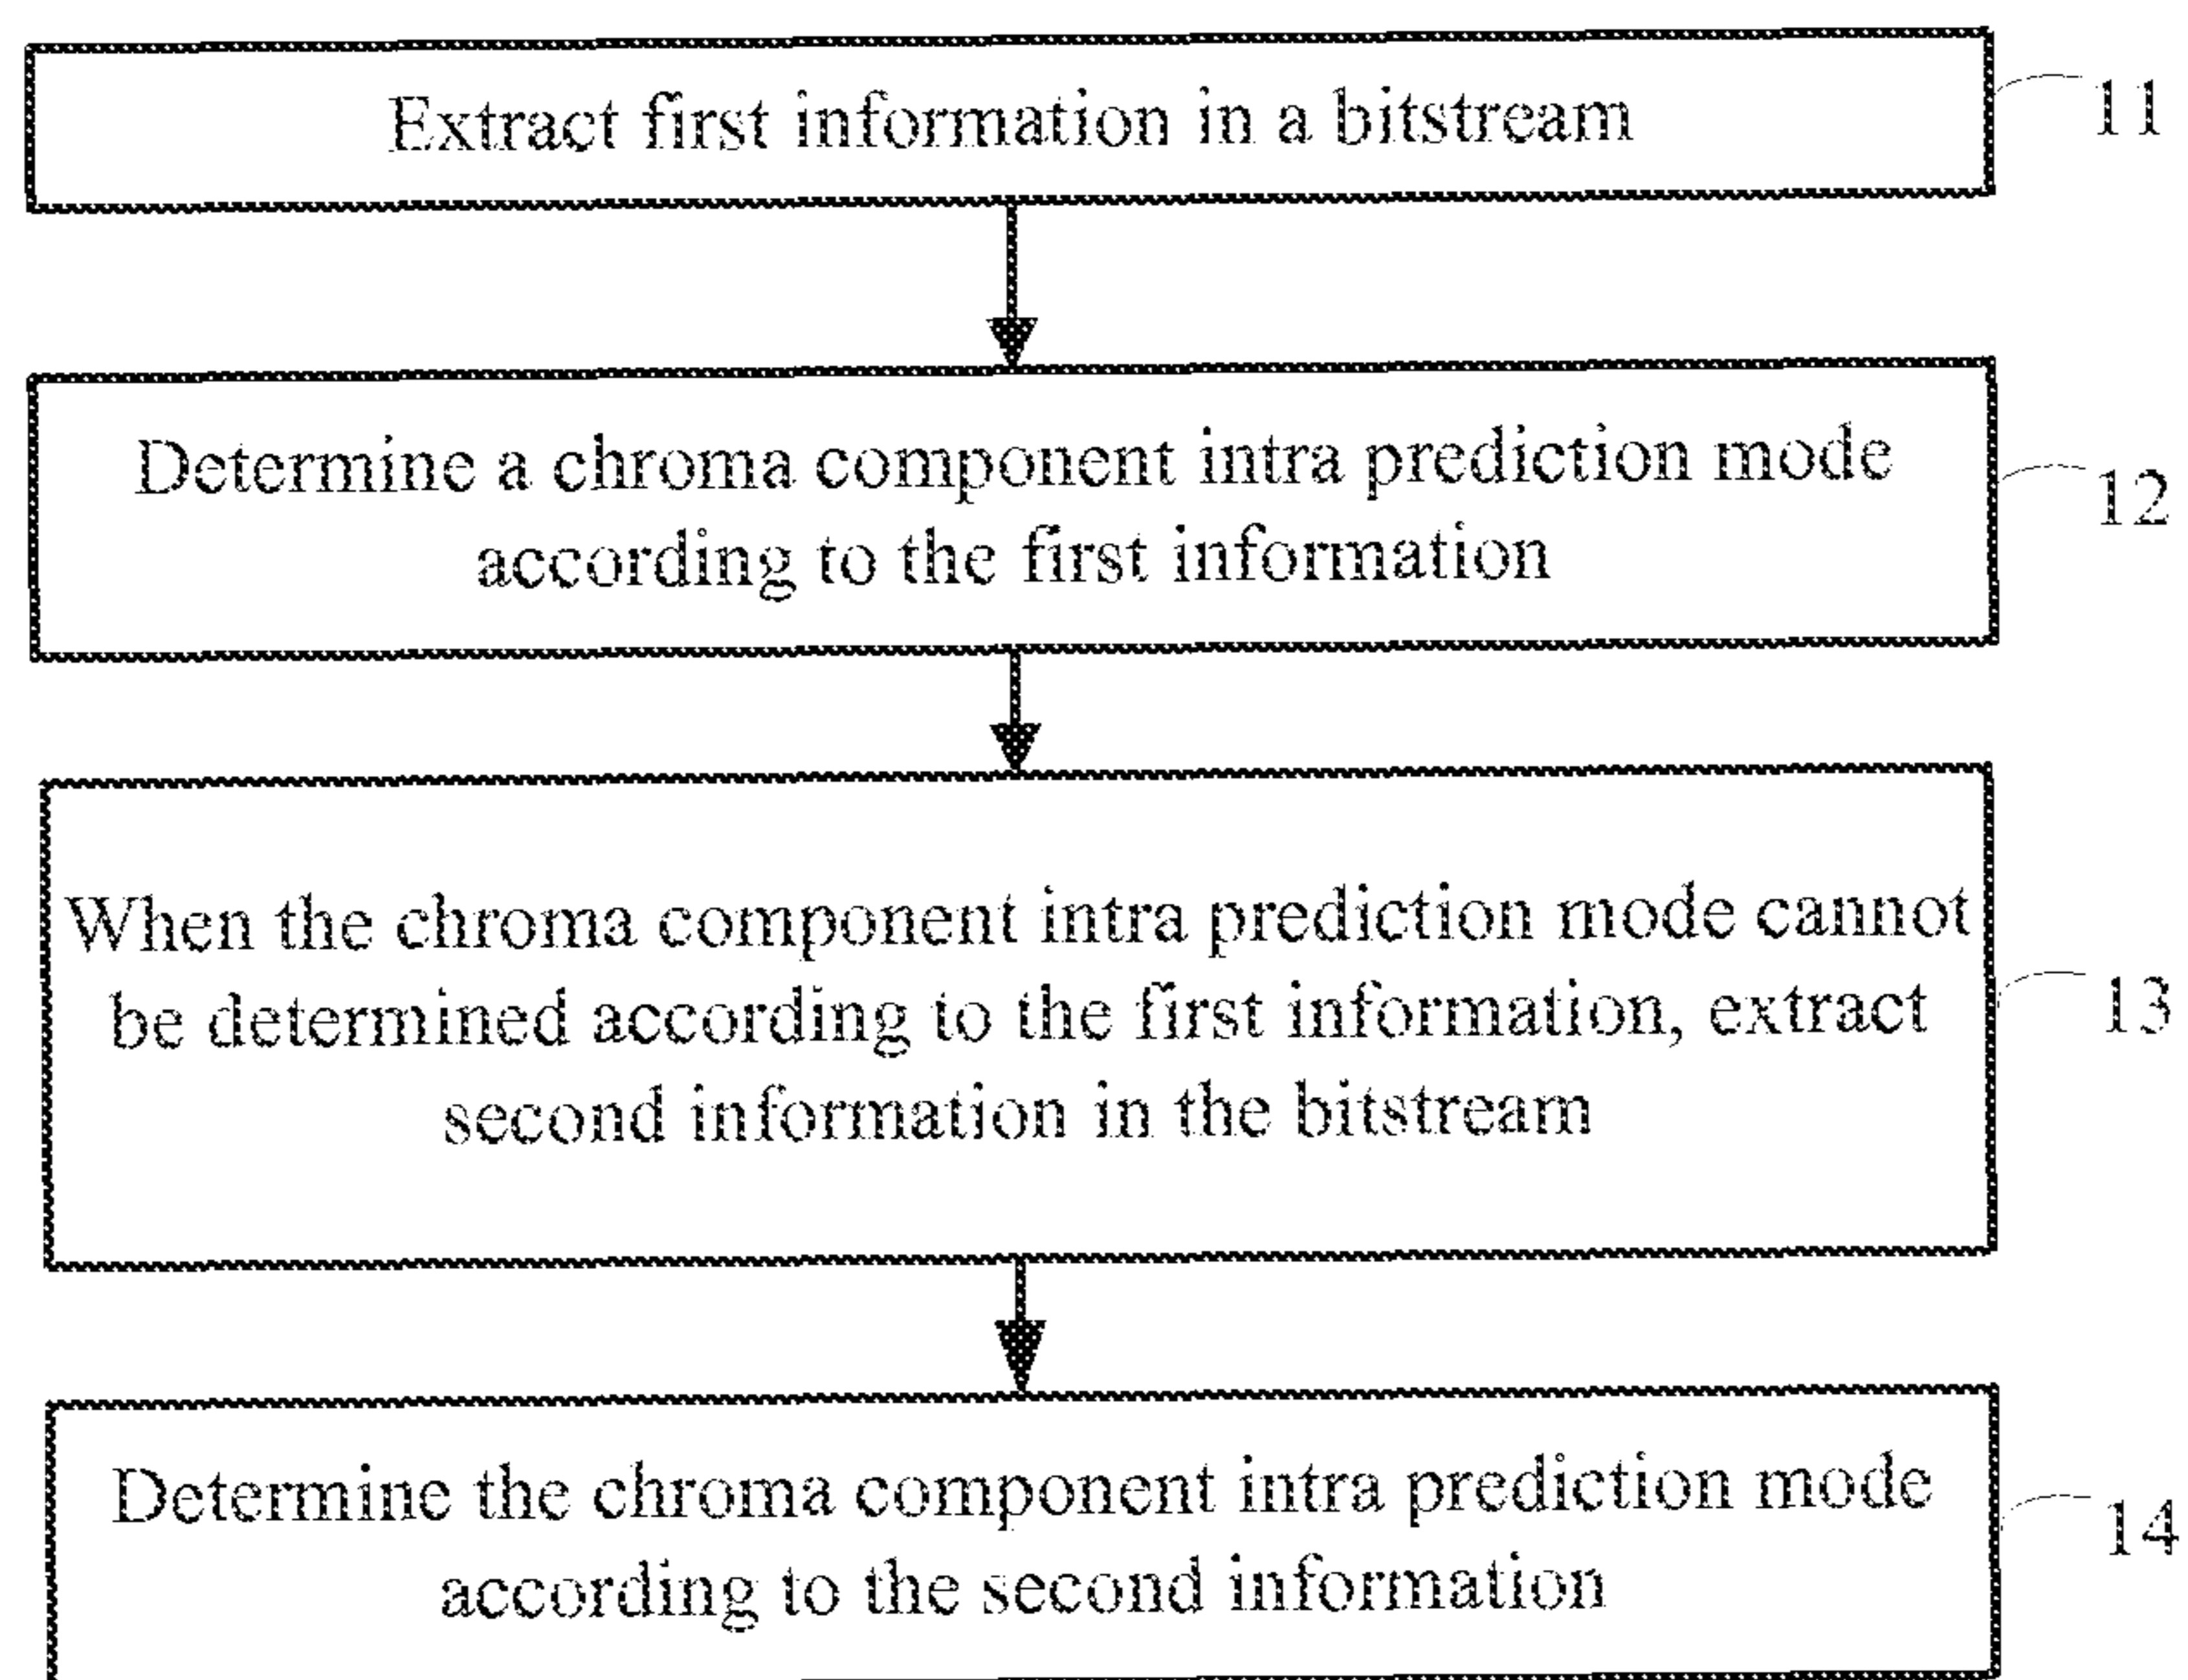 Extract first information in a bitstream
11
Determine a chroma component intra prediction mode
according to the first information
12
When the chroma component intra prediction mode cannot
be determined according to the first information, extract
second information in the bitstream
13
Determine the chroma component intra prediction mode
according to the second information
14